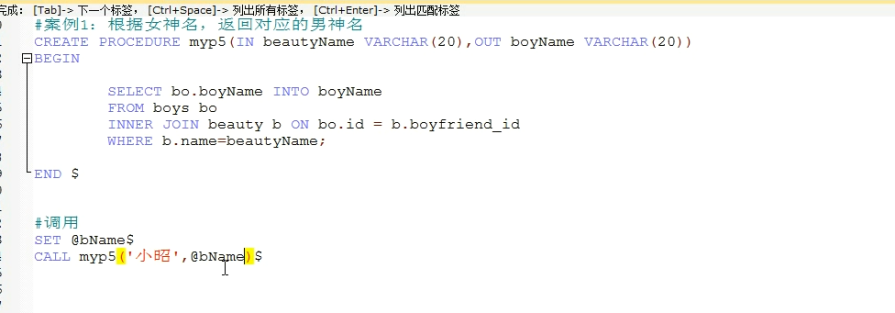 完成: [Tab]-> 下一个标签, [Ctrl+Space]-> 列出所有标签, [Ctrl+Enter]-> 列出匹配标签
#案例1：根据女神名，返回对应的男神名
CREATE PROCEDURE myp5(IN beautyName VARCHAR(20),OUT boyName VARCHAR(20))
BEGIN
SELECT bo.boyName INTO boyName
FROM boys bo
INNER JOIN beauty b ON bo.id = b.boyfriend_id
WHERE b.name=beautyName;
END $
#调用
SET @bName$
CALL myp5('小昭',@bName)$